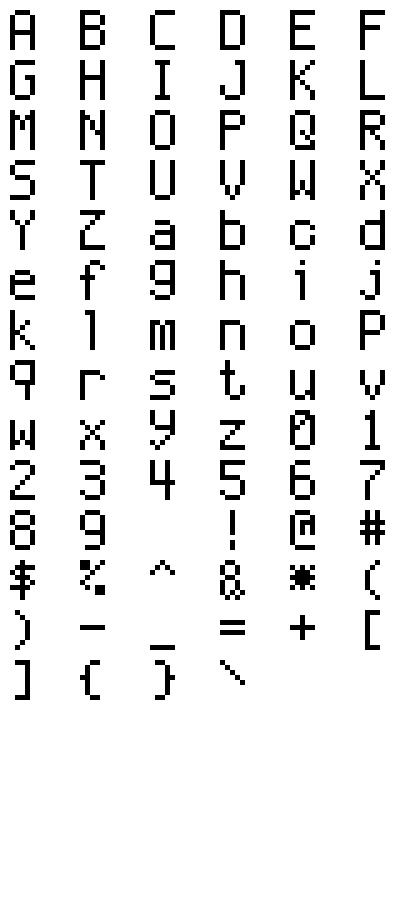 A B C D E F
G H I J K L
M N O P Q R
S T U V W X
Y Z a b c d
e f g h i j
k l m n o P
q r s t u v
w x y z 0 1
2 3 4 5 6 7
8 9 ! @ #
$ % ^ & * (
) - _ = + [
] { } \